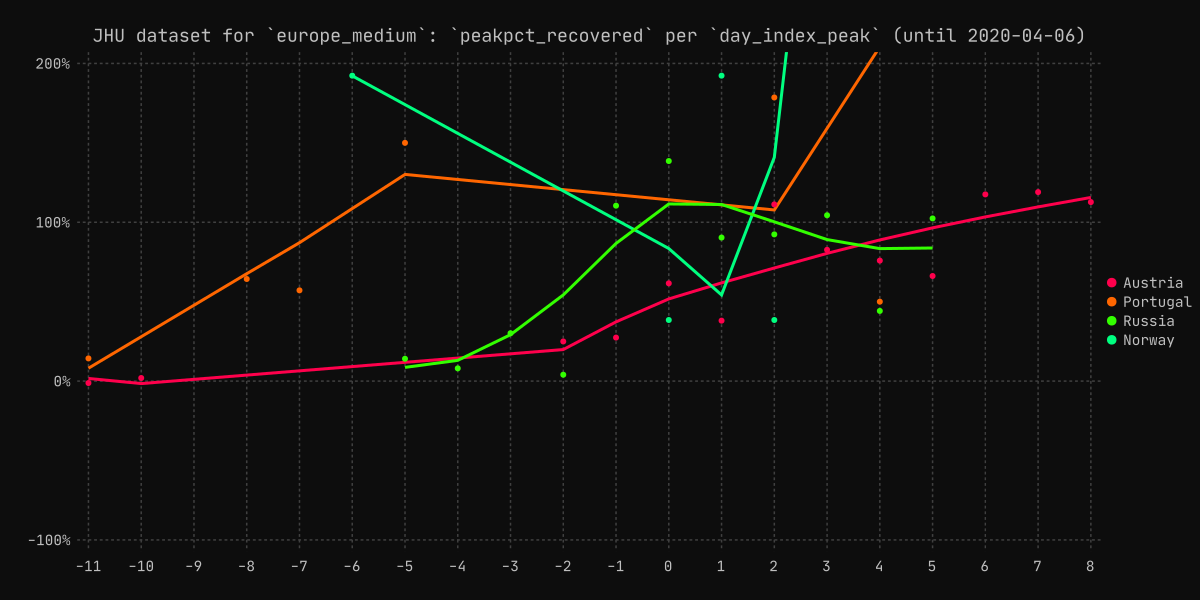 JHU dataset for `europe_medium`: `peakpct_recovered` per `day_index_peak` (until 2020-04-06)
200%
100%
0%
-100%
-11 -10 -9 -8 -7 -6 -5 -4 -3 -2 -1 0 1 2 3 4 5 6 7 8
Austria
Portugal
Russia
Norway